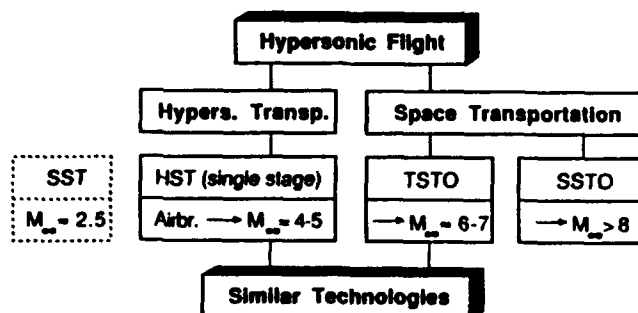 Hypersonic Flight
Hypers. Transp.
Space Transportation
SST
HST (single stage)
TSTO
SSTO
M∞ = 2.5
Airbr. → M∞ = 4-5
→ M∞ = 6-7
→ M∞ > 8
Similar Technologies